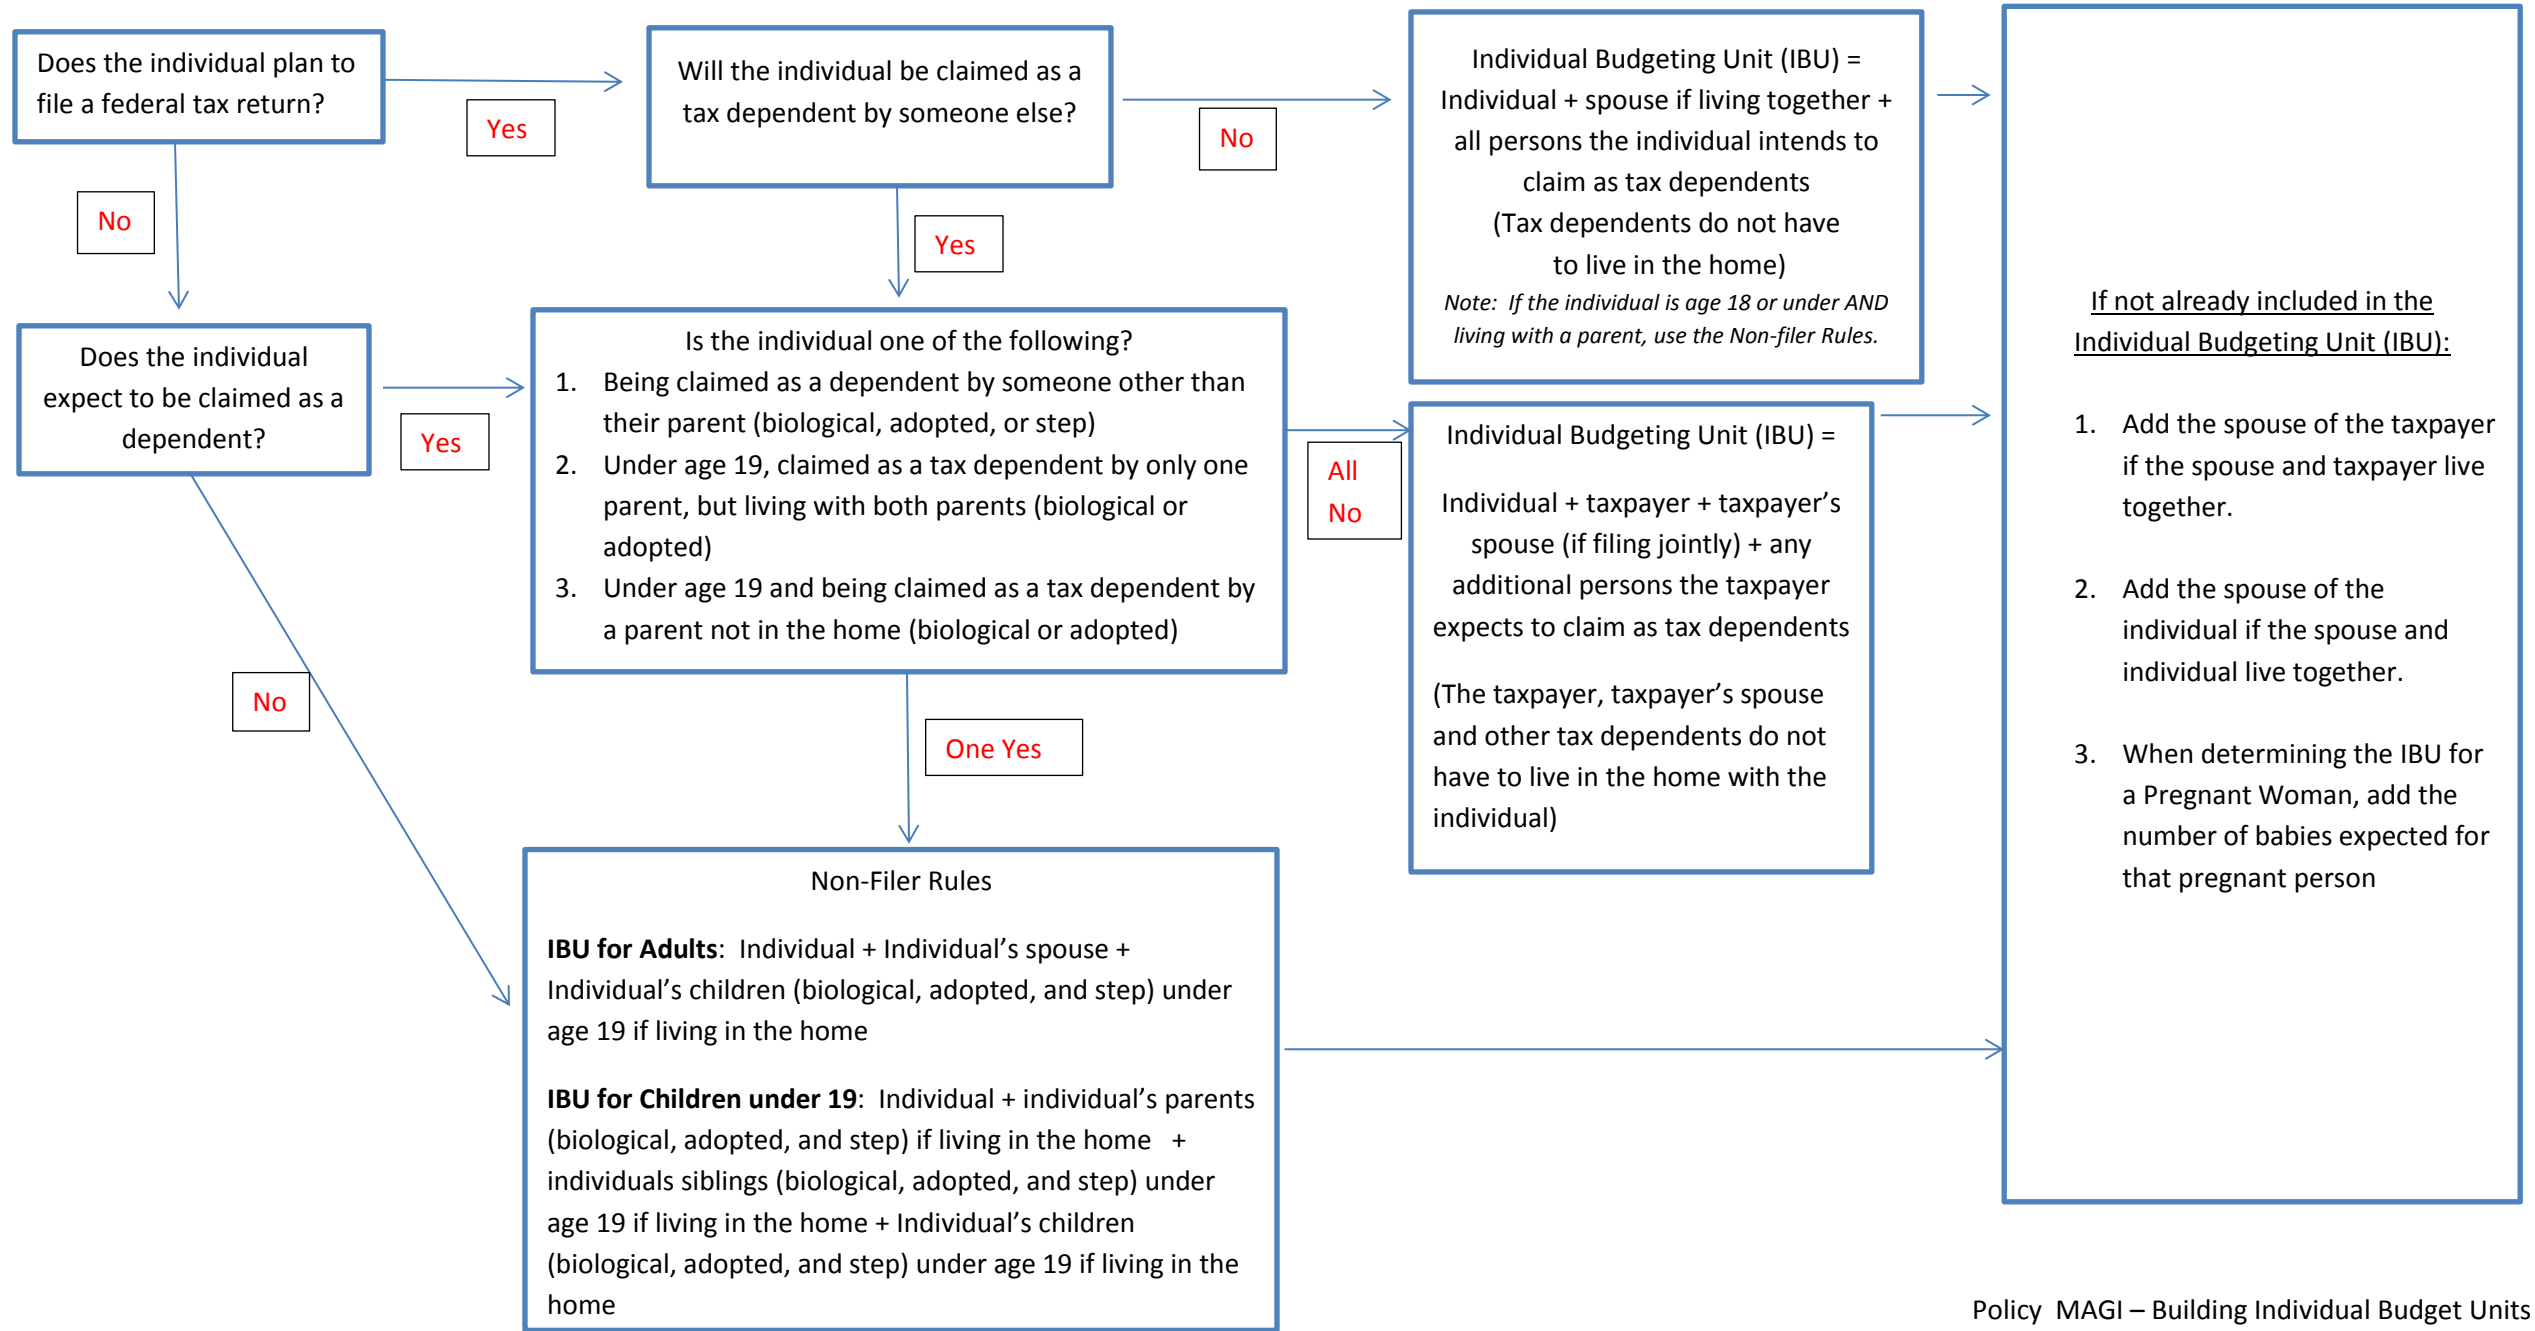 Does the individual plan to
file a federal tax return?
Yes
No
Will the individual be claimed as a
tax dependent by someone else?
No
Yes
Individual Budgeting Unit (IBU) =
Individual + spouse if living together +
all persons the individual intends to
claim as tax dependents
(Tax dependents do not have
to live in the home)
Note:  If the individual is age 18 or under AND
living with a parent, use the Non-filer Rules.
Does the individual
expect to be claimed as a
dependent?
Yes
No
Is the individual one of the following?
1. Being claimed as a dependent by someone other than
their parent (biological, adopted, or step)
2. Under age 19, claimed as a tax dependent by only one
parent, but living with both parents (biological or
adopted)
3. Under age 19 and being claimed as a tax dependent by
a parent not in the home (biological or adopted)
All
No
One Yes
Individual Budgeting Unit (IBU) =
Individual + taxpayer + taxpayer’s
spouse (if filing jointly) + any
additional persons the taxpayer
expects to claim as tax dependents
(The taxpayer, taxpayer’s spouse
and other tax dependents do not
have to live in the home with the
individual)
Non-Filer Rules
IBU for Adults:  Individual + Individual’s spouse +
Individual’s children (biological, adopted, and step) under
age 19 if living in the home
IBU for Children under 19:  Individual + individual’s parents
(biological, adopted, and step) if living in the home   +
individuals siblings (biological, adopted, and step) under
age 19 if living in the home + Individual’s children
(biological, adopted, and step) under age 19 if living in the
home
If not already included in the
Individual Budgeting Unit (IBU):
1. Add the spouse of the taxpayer
if the spouse and taxpayer live
together.
2. Add the spouse of the
individual if the spouse and
individual live together.
3. When determining the IBU for
a Pregnant Woman, add the
number of babies expected for
that pregnant person
Policy  MAGI – Building Individual Budget Units